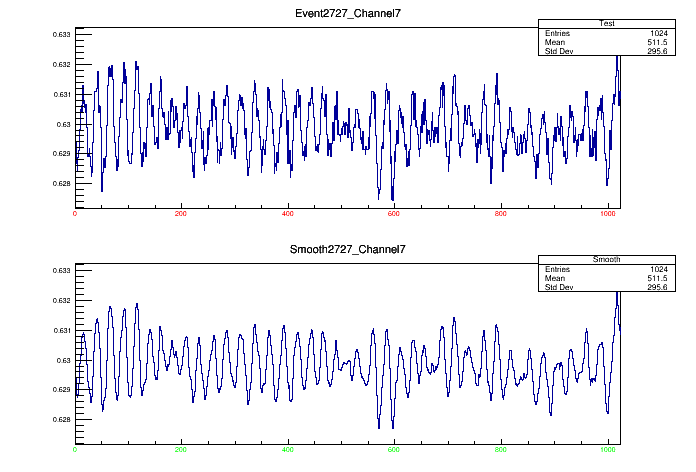 Event2727_Channel7
Test
Entries 1024
Mean 511.5
Std Dev 295.6
0.633
0.632
0.631
0.63
0.629
0.628
0 200 400 600 800 1000
Smooth2727_Channel7
Smooth
Entries 1024
Mean 511.5
Std Dev 295.6
0.633
0.632
0.631
0.63
0.629
0.628
0 200 400 600 800 1000